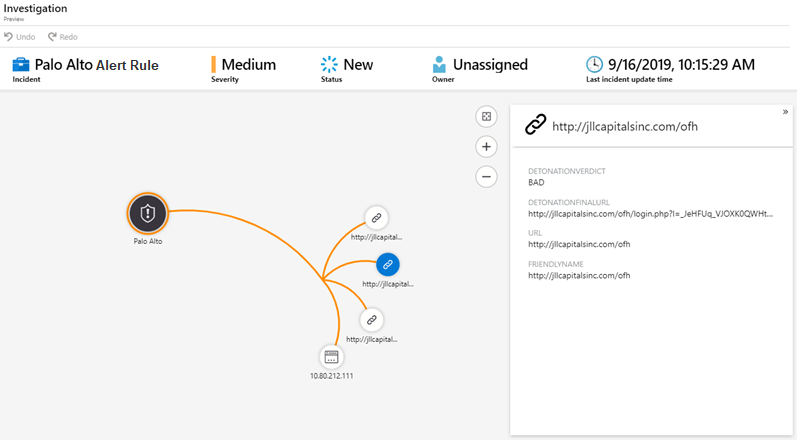 Investigation
Preview
Undo Redo
Palo Alto Alert Rule
Incident
Medium
Severity
New
Status
Unassigned
Owner
9/16/2019, 10:15:29 AM
Last incident update time
Palo Alto
http://jllcapital...
http://jllcapital...
http://jllcapital...
10.80.212.111
http://jllcapitalsinc.com/ofh
DETONATIONVERDICT
BAD
DETONATIONFINALURL
http://jllcapitalsinc.com/ofh/login.php?l=_JeHFUq_VJOXK0QWHt...
URL
http://jllcapitalsinc.com/ofh
FRIENDLYNAME
http://jllcapitalsinc.com/ofh